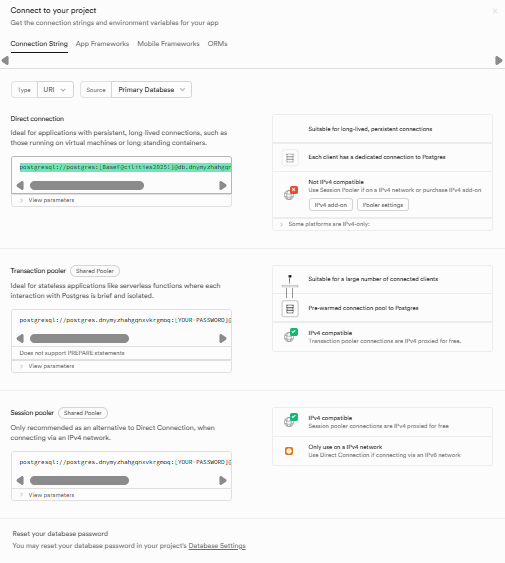 Connect to your project
Get the connection strings and environment variables for your app
Connection String App Frameworks Mobile Frameworks ORMs
Type URI Source Primary Database
Direct connection
Ideal for applications with persistent, long-lived connections, such as
those running on virtual machines or long-standing containers.
postgresql://postgres:[Basef@cilities2025!]@db.dnymyzhahgqn
View parameters
Suitable for long-lived, persistent connections
Each client has a dedicated connection to Postgres
Not IPv4 compatible
Use Session Pooler if on a IPv4 network or purchase IPv4 add-on
IPv4 add-on Pooler settings
Some platforms are IPv4-only:
Transaction pooler Shared Pooler
Ideal for stateless applications like serverless functions where each
interaction with Postgres is brief and isolated.
postgresql://postgres.dnymyzhahgqnxvkrgmoq:[YOUR-PASSWORD]@
Does not support PREPARE statements
View parameters
Suitable for a large number of connected clients
Pre-warmed connection pool to Postgres
IPv4 compatible
Transaction pooler connections are IPv4 proxied for free.
Session pooler Shared Pooler
Only recommended as an alternative to Direct Connection, when
connecting via an IPv4 network.
postgresql://postgres.dnymyzhahgqnxvkrgmoq:[YOUR-PASSWORD]@
View parameters
IPv4 compatible
Session pooler connections are IPv4 proxied for free
Only use on a IPv4 network
Use Direct Connection if connecting via an IPv6 network
Reset your database password
You may reset your database password in your project's Database Settings